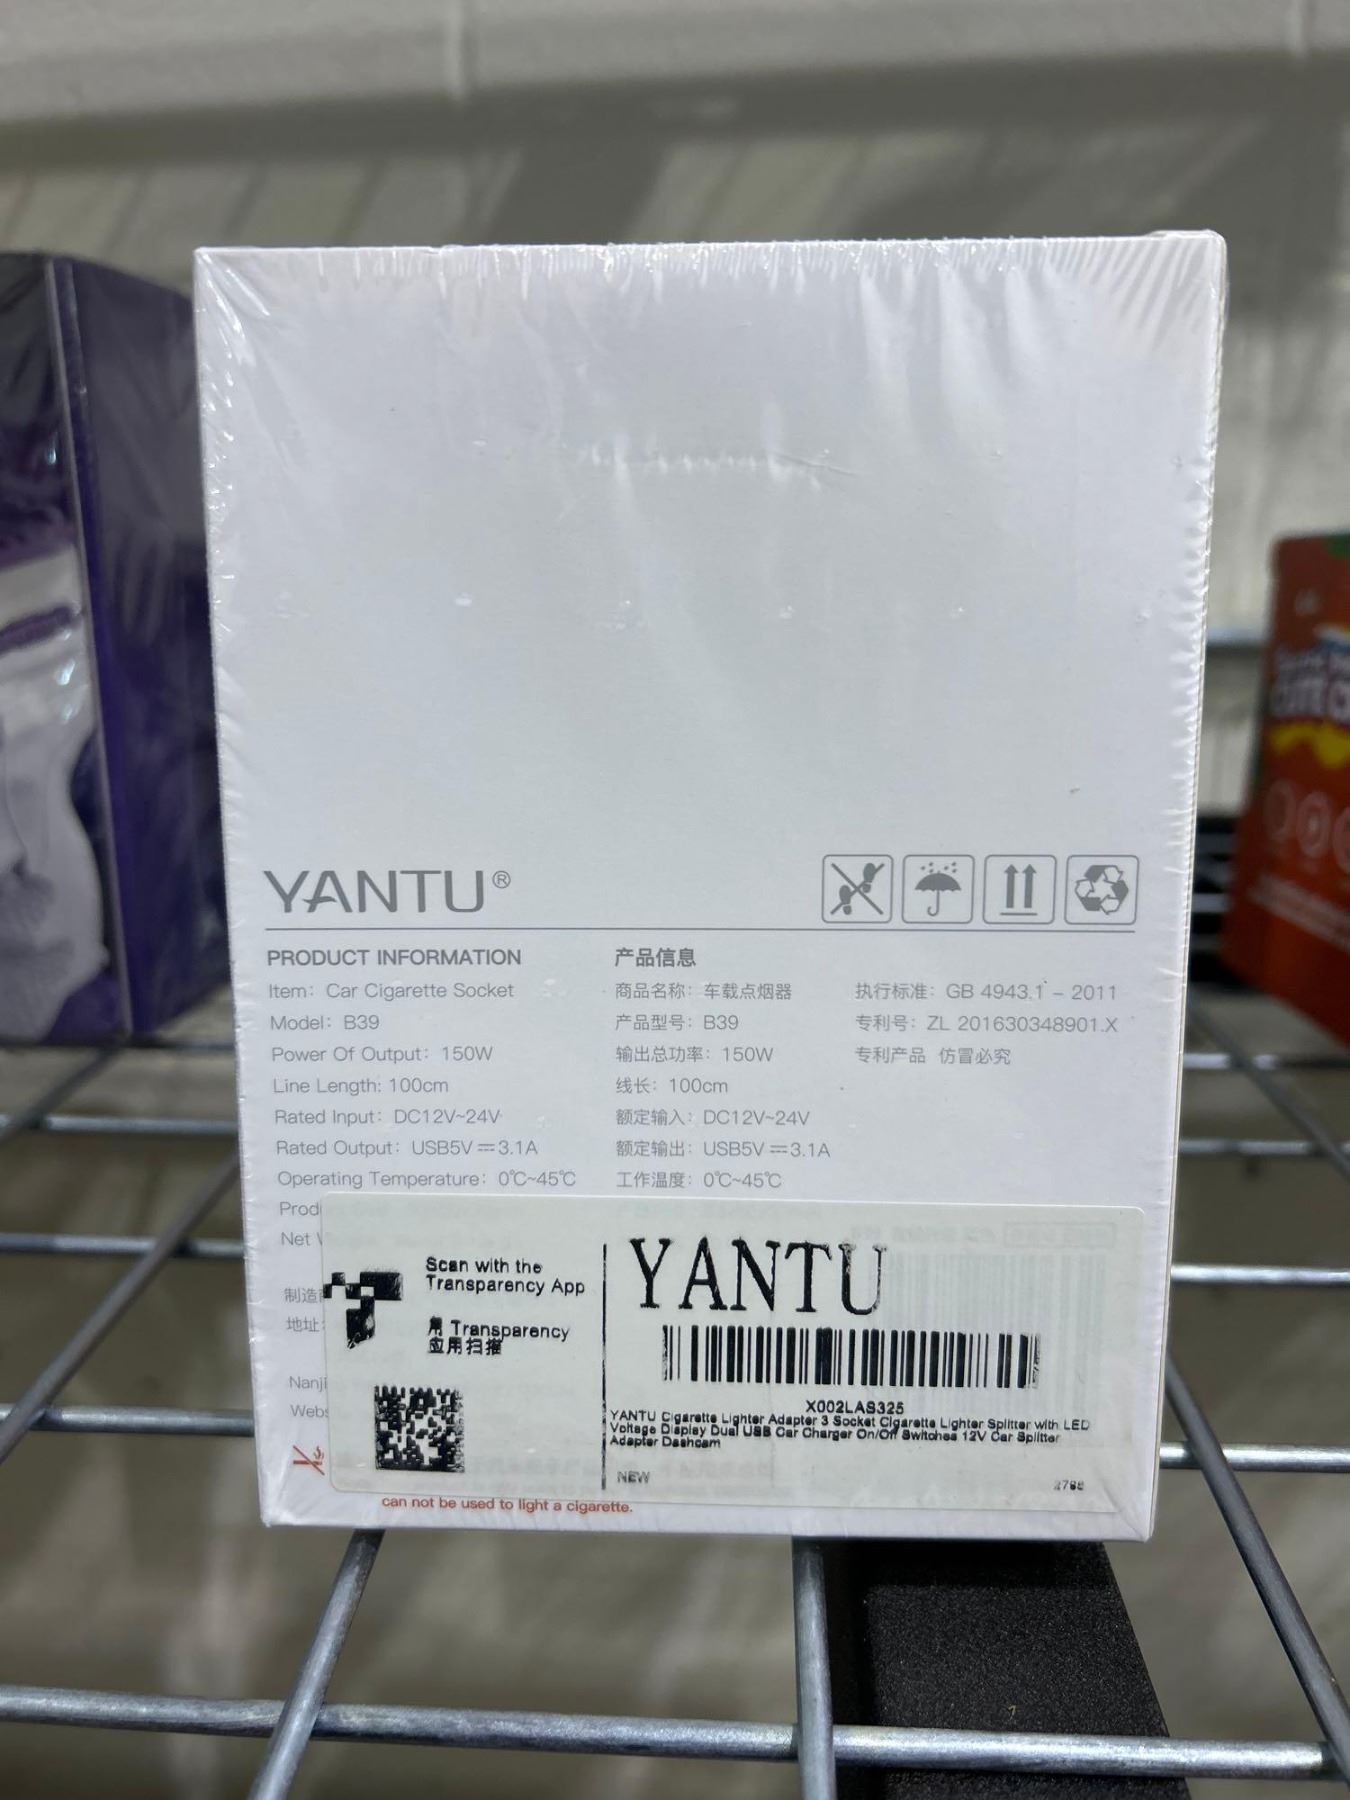 YANTU®
PRODUCT INFORMATION
Item: Car Cigarette Socket
Model: B39
Power Of Output: 150W
Line Length: 100cm
Rated Input: DC12V~24V
Rated Output: USB5V⎓3.1A
Operating Temperature: 0℃~45℃
Net
产品信息
商品名称: 车载点烟器
产品型号: B39
输出总功率: 150W
线长: 100cm
额定输入: DC12V~24V
额定输出: USB5V⎓3.1A
工作温度: 0℃~45℃
执行标准: GB 4943.1 - 2011
专利号: ZL 201630348901.X
专利产品 仿冒必究
地址:
Scan with the
Transparency App
用 Transparency
应用扫描
YANTU
X002LAS325
YANTU Cigarette Lighter Adapter 3 Socket Cigarette Lighter Splitter with LED
Voltage Display Dual USB Car Charger On/Off Switches 12V Car Splitter
Adapter Dashcam
NEW
can not be used to light a cigarette.